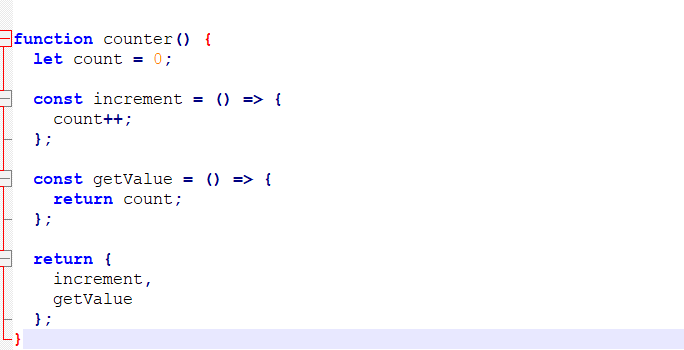 function counter() {
  let count = 0;

  const increment = () => {
    count++;
  };

  const getValue = () => {
    return count;
  };

  return {
    increment,
    getValue
  };
}